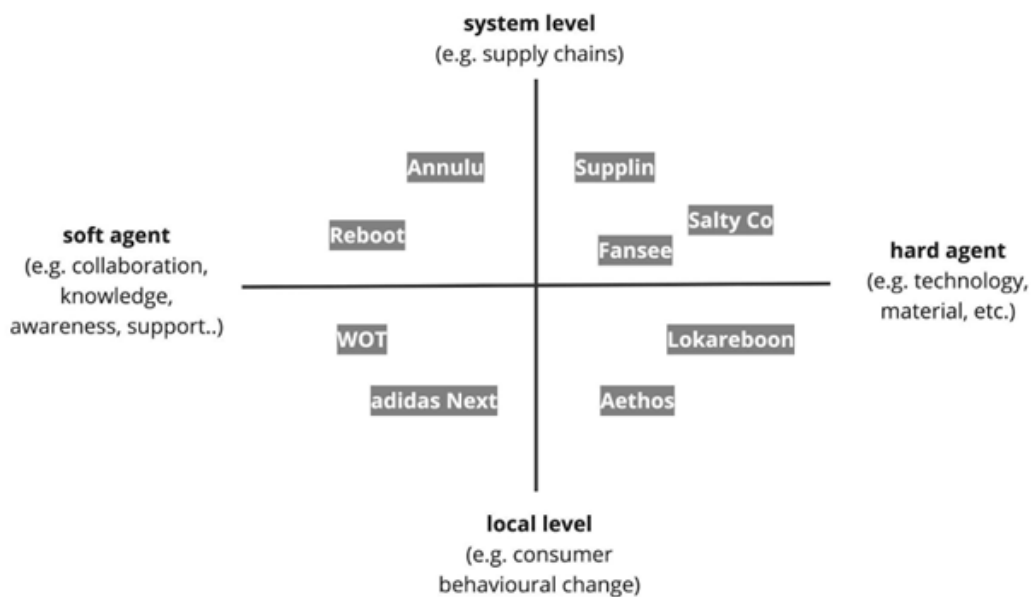 system level
(e.g. supply chains)
Annulu
Supplin
Salty Co
Reboot
Fansee
soft agent
(e.g. collaboration,
knowledge,
awareness, support..)
hard agent
(e.g. technology,
material, etc.)
WOT
Lokareboon
adidas Next
Aethos
local level
(e.g. consumer
behavioural change)